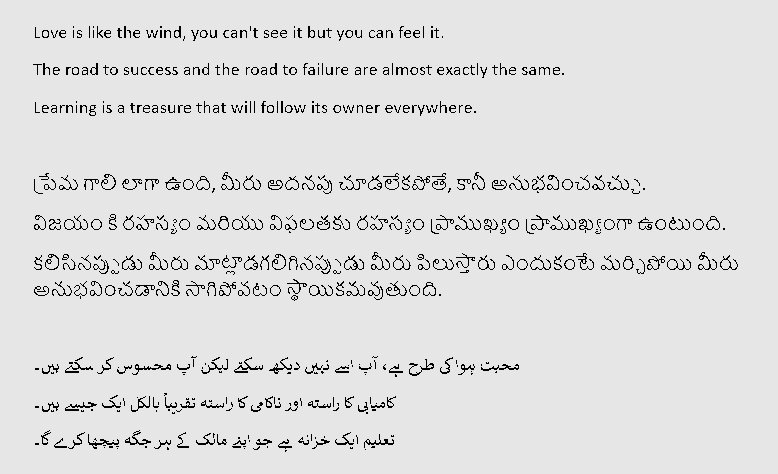 Love is like the wind, you can't see it but you can feel it.
The road to success and the road to failure are almost exactly the same.
Learning is a treasure that will follow its owner everywhere.
ప్రేమ గాలి లాగా ఉంది, మీరు అదనపు చూడలేకపోతే, కానీ అనుభవించవచ్చు.
విజయం కి రహస్యం మరియు విఫలతకు రహస్యం ప్రాముఖ్యం ప్రాముఖ్యంగా ఉంటుంది.
కలిసినప్పుడు మీరు మాట్లాడగలిగినప్పుడు మీరు పిలుస్తారు ఎందుకంటే మర్చిపోయి మీరు
అనుభవించడానికి సాగిపోవటం స్థాయికమవుతుంది.
محبت ہوا کی طرح ہے، آپ اسے نہیں دیکھ سکتے لیکن آپ محسوس کر سکتے ہیں۔
کامیابی کا راستہ اور ناکامی کا راستہ تقریباً بالکل ایک جیسے ہیں۔
تعلیم ایک خزانہ ہے جو اپنے مالک کے ہر جگہ پیچھا کرے گا۔